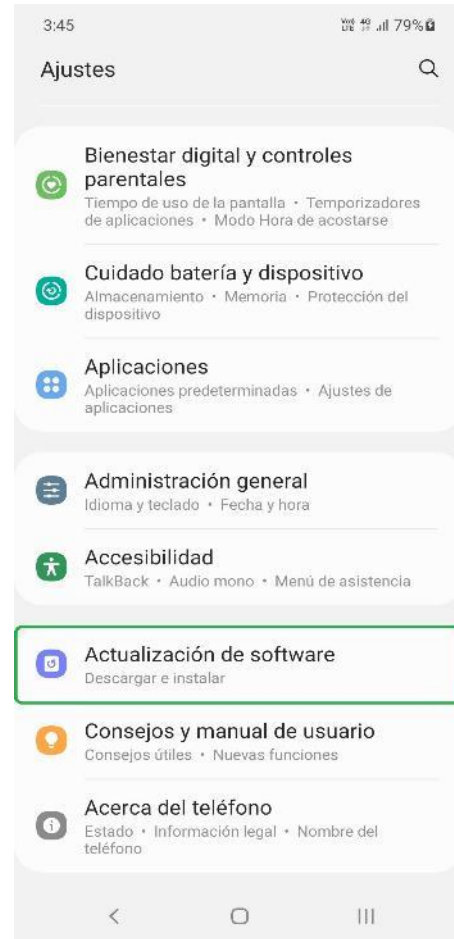 3:45 79%
Ajustes
Bienestar digital y controles
parentales
Tiempo de uso de la pantalla • Temporizadores
de aplicaciones • Modo Hora de acostarse
Cuidado batería y dispositivo
Almacenamiento • Memoria • Protección del
dispositivo
Aplicaciones
Aplicaciones predeterminadas • Ajustes de
aplicaciones
Administración general
Idioma y teclado • Fecha y hora
Accesibilidad
TalkBack • Audio mono • Menú de asistencia
Actualización de software
Descargar e instalar
Consejos y manual de usuario
Consejos útiles • Nuevas funciones
Acerca del teléfono
Estado • Información legal • Nombre del
teléfono